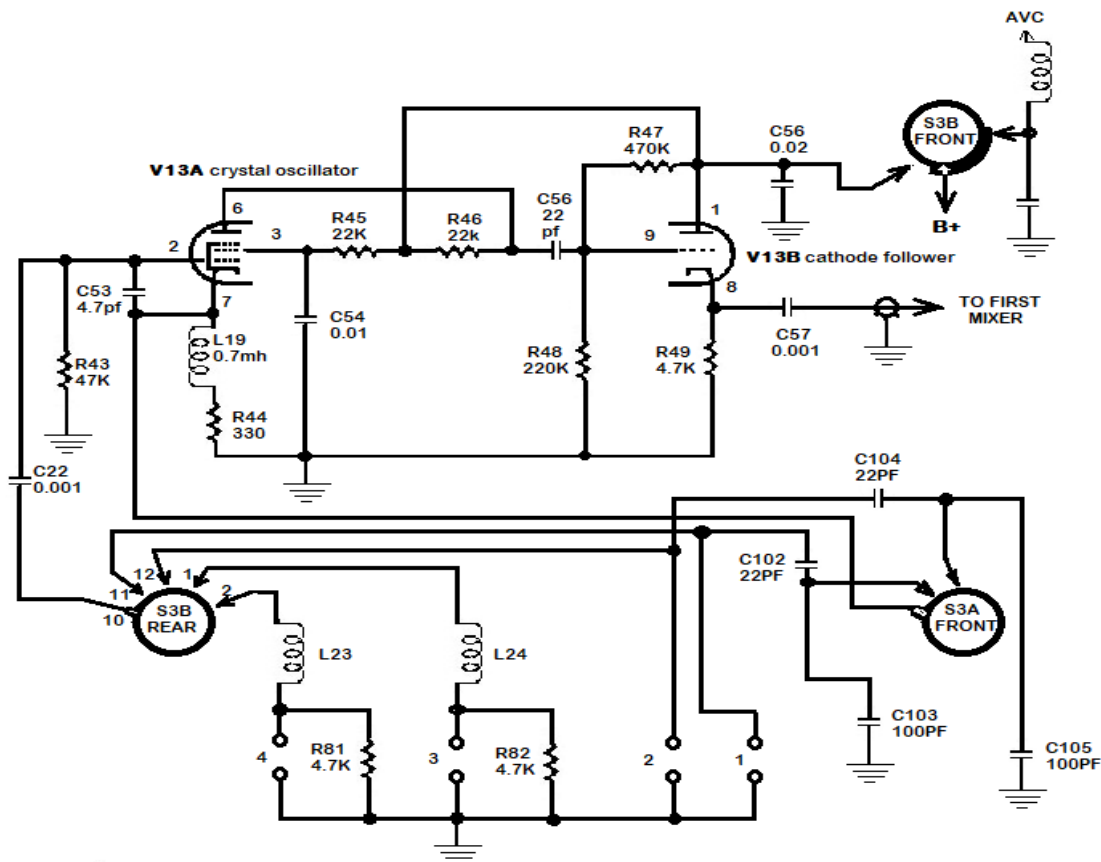 AVC
S3B
FRONT
B+
R47
470K
C56
0.02
V13A crystal oscillator
6
3
2
7
R45
22K
R46
22k
C56
22
pf
1
9
8
V13B cathode follower
C53
4.7pf
L19
0.7mh
C54
0.01
R43
47K
R44
330
R48
220K
R49
4.7K
C57
0.001
TO FIRST
MIXER
C22
0.001
C104
22PF
C102
22PF
12
1
11
2
10
S3B
REAR
S3A
FRONT
L23
L24
C103
100PF
C105
100PF
4
R81
4.7K
3
R82
4.7K
2
1